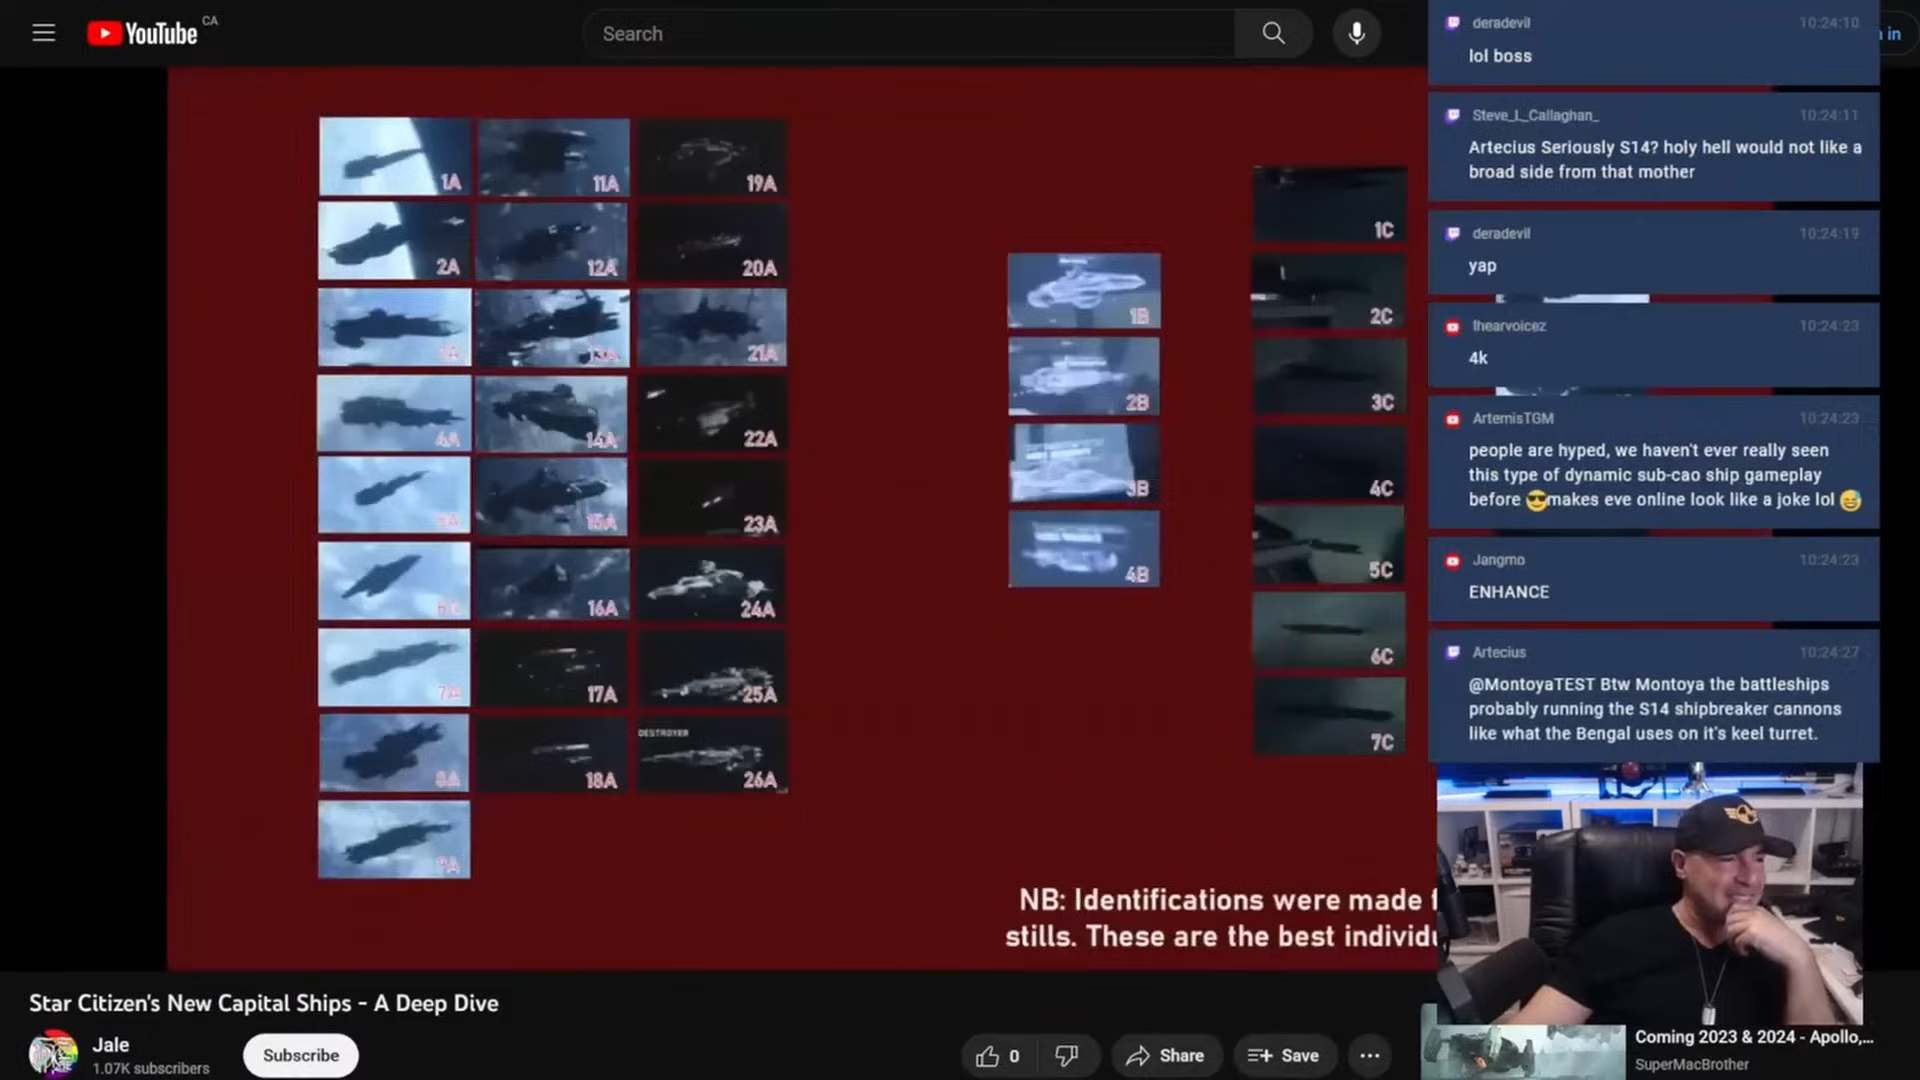 YouTube
CA
Search
n in
1A
11A
19A
2A
12A
20A
21A
4A
14A
22A
15A
23A
16A
24A
7A
17A
25A
8A
18A
DESTROYER
26A
9A
1B
2B
3B
4B
1C
2C
3C
4C
5C
6C
7C
NB: Identifications were made
stills. These are the best individu
deradevil
10:24:10
lol boss
Steve_L_Callaghan_
10:24:11
Artecius Seriously S14? holy hell would not like a
broad side from that mother
deradevil
10:24:19
yap
Ihearvoicez
10:24:23
4k
ArtemisTGM
10:24:23
people are hyped, we haven't ever really seen
this type of dynamic sub-cao ship gameplay
before 😎makes eve online look like a joke lol 😅
Jangmo
10:24:23
ENHANCE
Artecius
10:24:27
@MontoyaTEST Btw Montoya the battleships
probably running the S14 shipbreaker cannons
like what the Bengal uses on it's keel turret.
Star Citizen's New Capital Ships - A Deep Dive
Jale
1.07K subscribers
Subscribe
0
Share
Save
Coming 2023 & 2024 - Apollo,...
SuperMacBrother